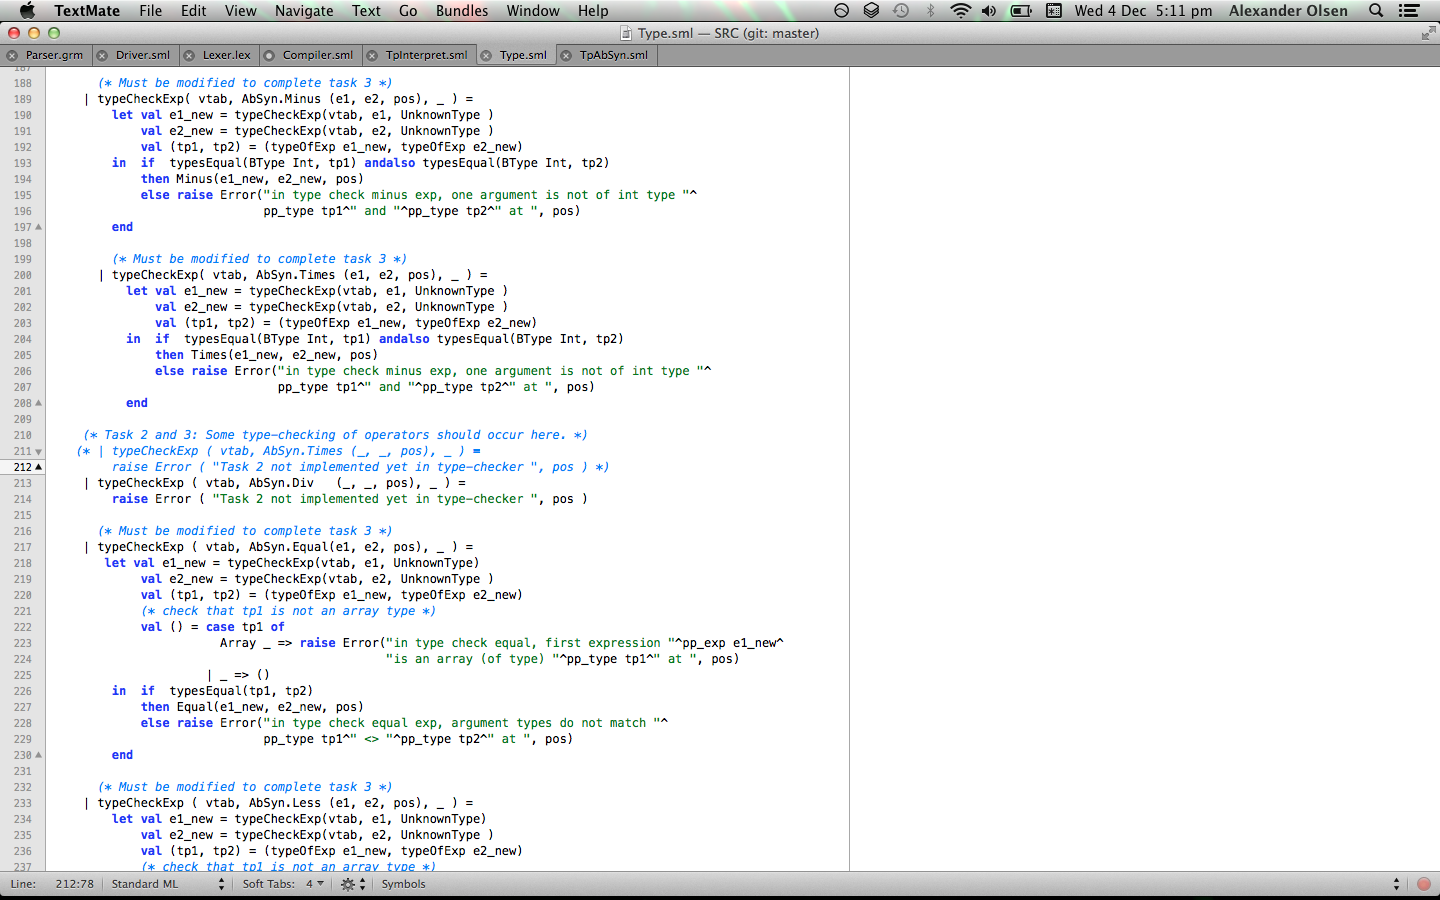 TextMate File Edit View Navigate Text Go Bundles Window Help Wed 4 Dec 5:11 pm Alexander Olsen
Type.sml — SRC (git: master)
Parser.grm Driver.sml Lexer.lex Compiler.sml TpInterpret.sml Type.sml TpAbSyn.sml
187
188 (* Must be modified to complete task 3 *)
189 | typeCheckExp( vtab, AbSyn.Minus (e1, e2, pos), _ ) =
190 let val e1_new = typeCheckExp(vtab, e1, UnknownType )
191 val e2_new = typeCheckExp(vtab, e2, UnknownType )
192 val (tp1, tp2) = (typeOfExp e1_new, typeOfExp e2_new)
193 in if typesEqual(BType Int, tp1) andalso typesEqual(BType Int, tp2)
194 then Minus(e1_new, e2_new, pos)
195 else raise Error("in type check minus exp, one argument is not of int type "^
196 pp_type tp1^" and "^pp_type tp2^" at ", pos)
197 end
198
199 (* Must be modified to complete task 3 *)
200 | typeCheckExp( vtab, AbSyn.Times (e1, e2, pos), _ ) =
201 let val e1_new = typeCheckExp(vtab, e1, UnknownType )
202 val e2_new = typeCheckExp(vtab, e2, UnknownType )
203 val (tp1, tp2) = (typeOfExp e1_new, typeOfExp e2_new)
204 in if typesEqual(BType Int, tp1) andalso typesEqual(BType Int, tp2)
205 then Times(e1_new, e2_new, pos)
206 else raise Error("in type check minus exp, one argument is not of int type "^
207 pp_type tp1^" and "^pp_type tp2^" at ", pos)
208 end
209
210 (* Task 2 and 3: Some type-checking of operators should occur here. *)
211 (* | typeCheckExp ( vtab, AbSyn.Times (_, _, pos), _ ) =
212 raise Error ( "Task 2 not implemented yet in type-checker ", pos ) *)
213 | typeCheckExp ( vtab, AbSyn.Div (_, _, pos), _ ) =
214 raise Error ( "Task 2 not implemented yet in type-checker ", pos )
215
216 (* Must be modified to complete task 3 *)
217 | typeCheckExp ( vtab, AbSyn.Equal(e1, e2, pos), _ ) =
218 let val e1_new = typeCheckExp(vtab, e1, UnknownType)
219 val e2_new = typeCheckExp(vtab, e2, UnknownType )
220 val (tp1, tp2) = (typeOfExp e1_new, typeOfExp e2_new)
221 (* check that tp1 is not an array type *)
222 val () = case tp1 of
223 Array _ => raise Error("in type check equal, first expression "^pp_exp e1_new^
224 "is an array (of type) "^pp_type tp1^" at ", pos)
225 | _ => ()
226 in if typesEqual(tp1, tp2)
227 then Equal(e1_new, e2_new, pos)
228 else raise Error("in type check equal exp, argument types do not match "^
229 pp_type tp1^" <> "^pp_type tp2^" at ", pos)
230 end
231
232 (* Must be modified to complete task 3 *)
233 | typeCheckExp ( vtab, AbSyn.Less (e1, e2, pos), _ ) =
234 let val e1_new = typeCheckExp(vtab, e1, UnknownType)
235 val e2_new = typeCheckExp(vtab, e2, UnknownType )
236 val (tp1, tp2) = (typeOfExp e1_new, typeOfExp e2_new)
237 (* check that tp1 is not an array type *)
Line: 212:78 Standard ML Soft Tabs: 4 Symbols